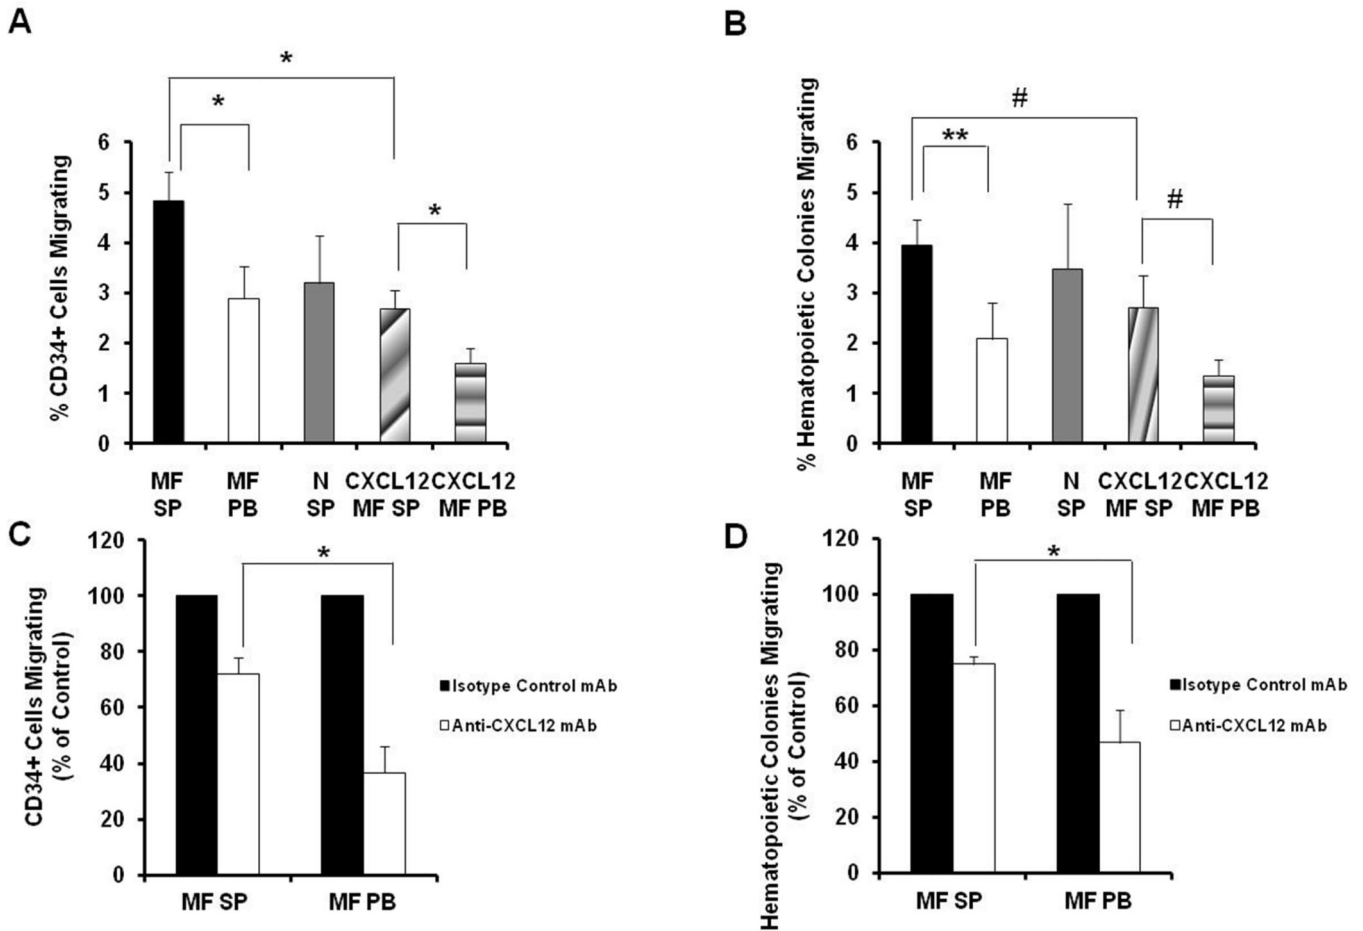 A
*
*
*
% CD34+ Cells Migrating
6
5
4
3
2
1
0
MF MF N CXCL12 CXCL12
SP PB SP MF SP MF PB
B
#
**
#
% Hematopoietic Colonies Migrating
6
5
4
3
2
1
0
MF MF N CXCL12 CXCL12
SP PB SP MF SP MF PB
C
*
CD34+ Cells Migrating
(% of Control)
120
100
80
60
40
20
0
MF SP MF PB
Isotype Control mAb
Anti-CXCL12 mAb
D
*
Hematopoietic Colonies Migrating
(% of Control)
120
100
80
60
40
20
0
MF SP MF PB
Isotype Control mAb
Anti-CXCL12 mAb